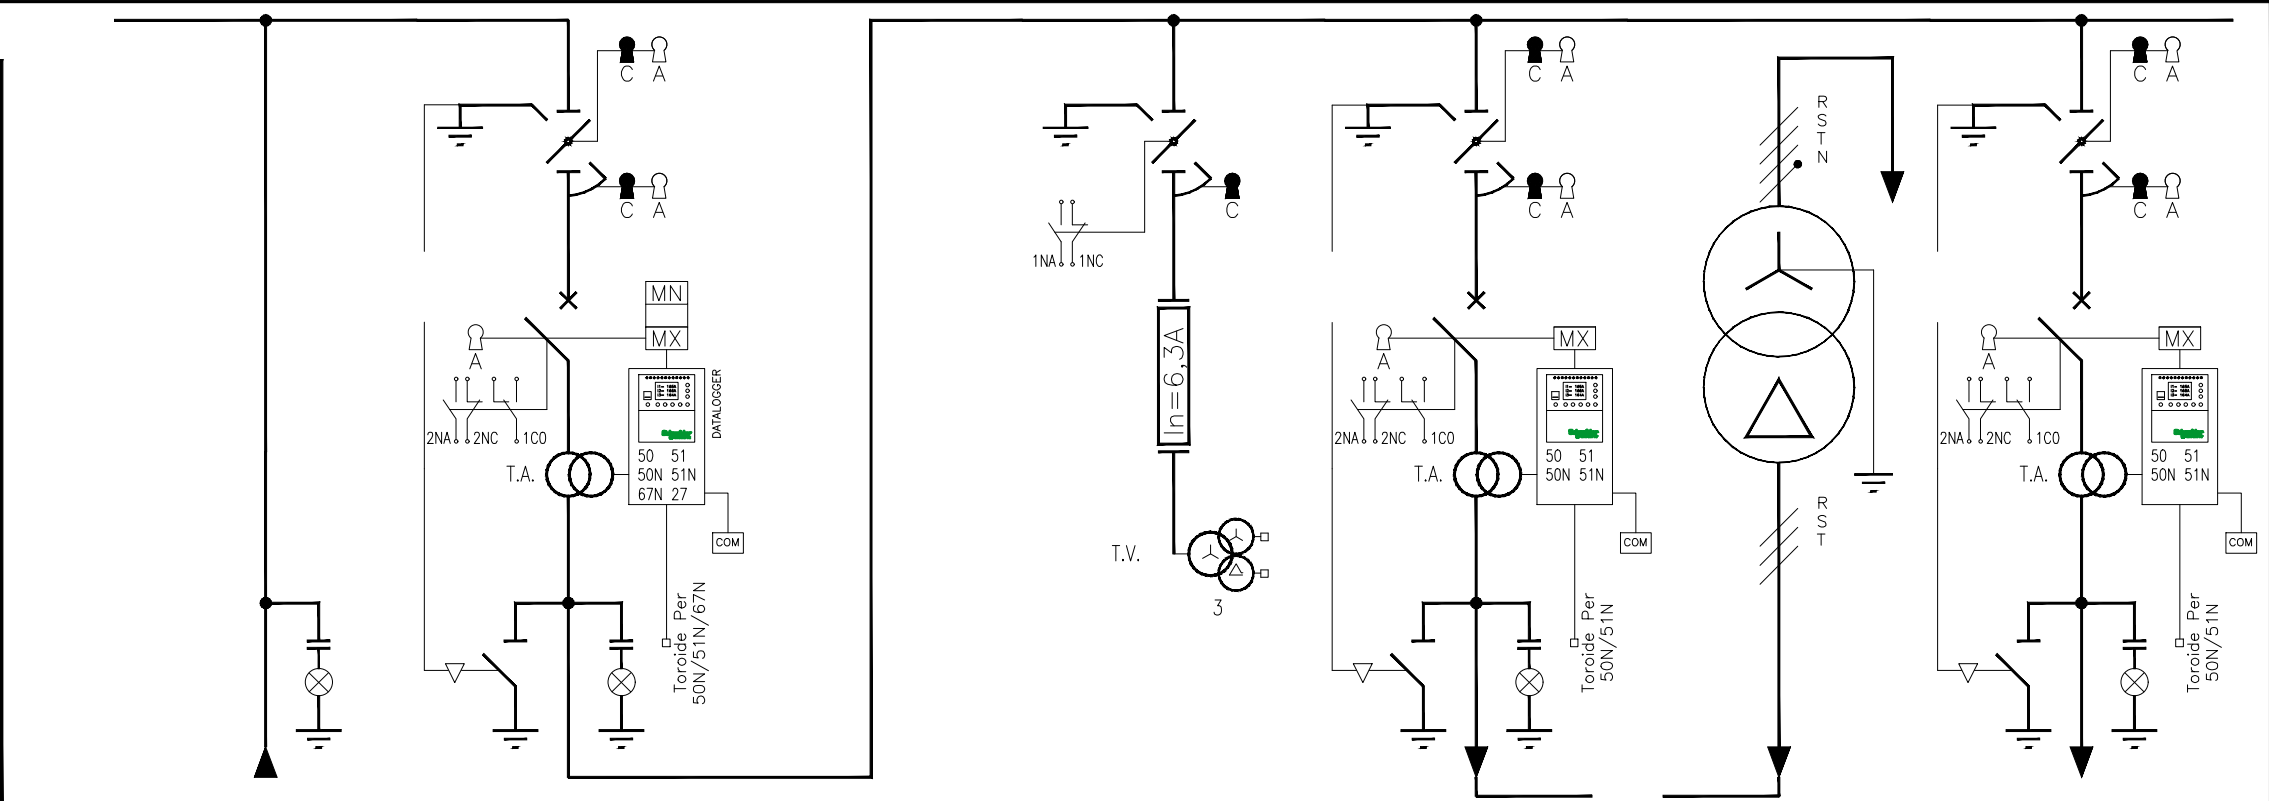 C A
C A
MN
MX
A
2NA 2NC 1CO
DATALOGGER
T.A.
50 51
50N 51N
67N 27
COM
Toroide Per
50N/51N/67N
1NA 1NC
C
In=6,3A
T.V.
3
C A
C A
MX
A
2NA 2NC 1CO
T.A.
50 51
50N 51N
COM
Toroide Per
50N/51N
R
S
T
N
R
S
T
C A
C A
MX
A
2NA 2NC 1CO
T.A.
50 51
50N 51N
COM
Toroide Per
50N/51N